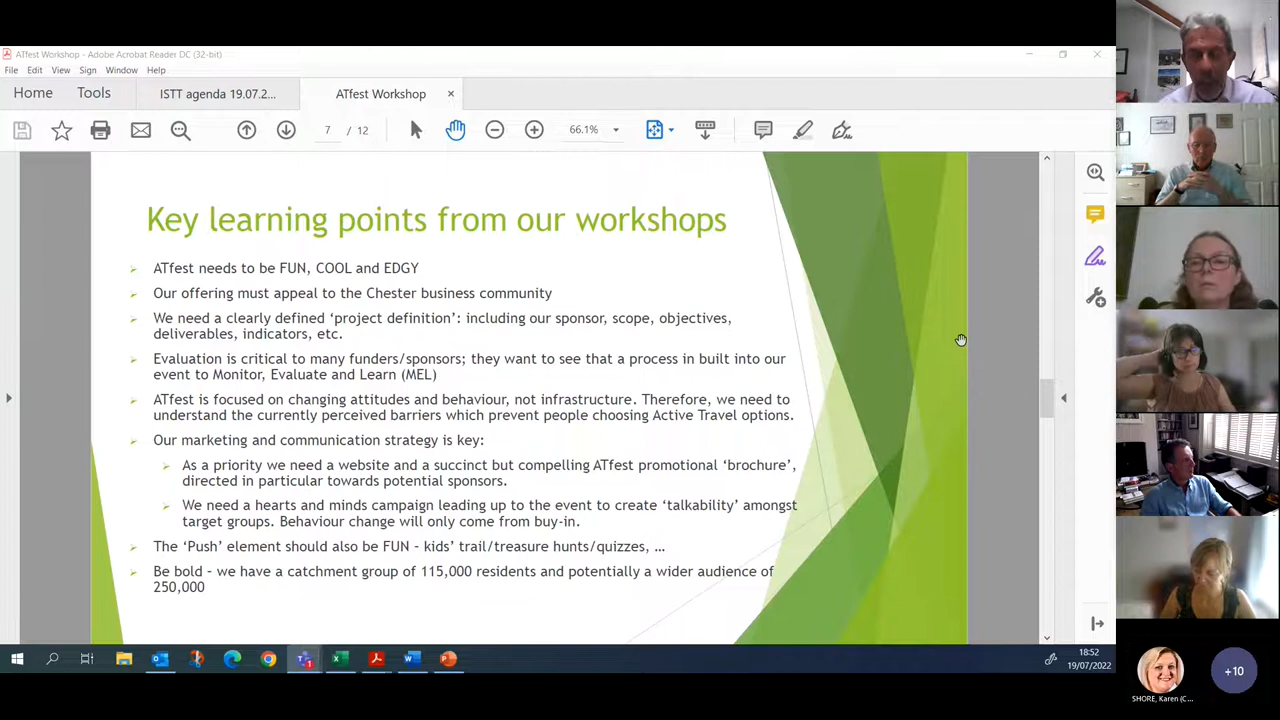 ATfest Workshop - Adobe Acrobat Reader DC (32-bit)
File Edit View Sign Window Help
Home Tools ISTT agenda 19.07.2... ATfest Workshop ×
7 / 12 66.1%
Key learning points from our workshops
ATfest needs to be FUN, COOL and EDGY
Our offering must appeal to the Chester business community
We need a clearly defined ‘project definition’: including our sponsor, scope, objectives,
deliverables, indicators, etc.
Evaluation is critical to many funders/sponsors; they want to see that a process in built into our
event to Monitor, Evaluate and Learn (MEL)
ATfest is focused on changing attitudes and behaviour, not infrastructure. Therefore, we need to
understand the currently perceived barriers which prevent people choosing Active Travel options.
Our marketing and communication strategy is key:
As a priority we need a website and a succinct but compelling ATfest promotional ‘brochure’,
directed in particular towards potential sponsors.
We need a hearts and minds campaign leading up to the event to create ‘talkability’ amongst
target groups. Behaviour change will only come from buy-in.
The ‘Push’ element should also be FUN – kids’ trail/treasure hunts/quizzes, …
Be bold – we have a catchment group of 115,000 residents and potentially a wider audience of
250,000
18:52
19/07/2022
+10
SHORE, Karen (C...